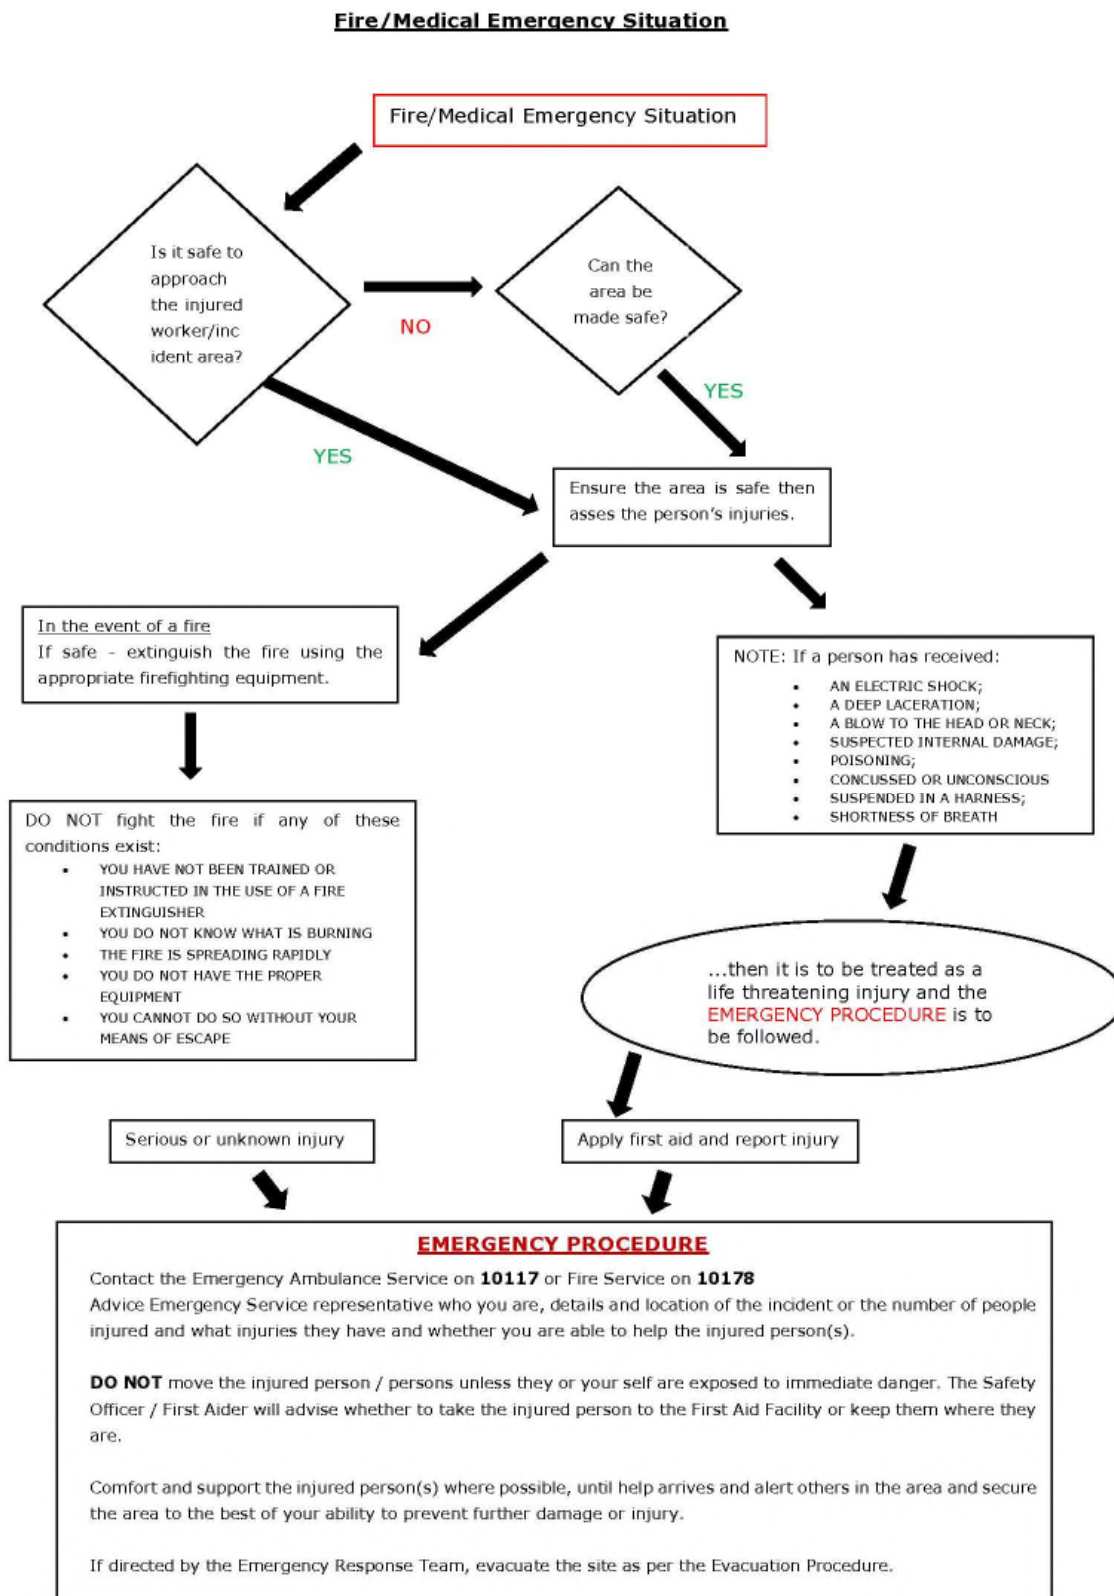 Fire/Medical Emergency Situation
Fire/Medical Emergency Situation
Is it safe to
approach
the injured
worker/inc
ident area?
NO
Can the
area be
made safe?
YES
YES
Ensure the area is safe then
asses the person's injuries.
In the event of a fire
If safe - extinguish the fire using the
appropriate firefighting equipment.
NOTE: If a person has received:
• AN ELECTRIC SHOCK;
• A DEEP LACERATION;
• A BLOW TO THE HEAD OR NECK;
• SUSPECTED INTERNAL DAMAGE;
• POISONING;
• CONCUSSED OR UNCONSCIOUS
• SUSPENDED IN A HARNESS;
• SHORTNESS OF BREATH
DO NOT fight the fire if any of these
conditions exist:
• YOU HAVE NOT BEEN TRAINED OR
INSTRUCTED IN THE USE OF A FIRE
EXTINGUISHER
• YOU DO NOT KNOW WHAT IS BURNING
• THE FIRE IS SPREADING RAPIDLY
• YOU DO NOT HAVE THE PROPER
EQUIPMENT
• YOU CANNOT DO SO WITHOUT YOUR
MEANS OF ESCAPE
...then it is to be treated as a
life threatening injury and the
EMERGENCY PROCEDURE is to
be followed.
Serious or unknown injury
Apply first aid and report injury
EMERGENCY PROCEDURE
Contact the Emergency Ambulance Service on 10117 or Fire Service on 10178
Advice Emergency Service representative who you are, details and location of the incident or the number of people
injured and what injuries they have and whether you are able to help the injured person(s).
DO NOT move the injured person / persons unless they or your self are exposed to immediate danger. The Safety
Officer / First Aider will advise whether to take the injured person to the First Aid Facility or keep them where they
are.
Comfort and support the injured person(s) where possible, until help arrives and alert others in the area and secure
the area to the best of your ability to prevent further damage or injury.
If directed by the Emergency Response Team, evacuate the site as per the Evacuation Procedure.